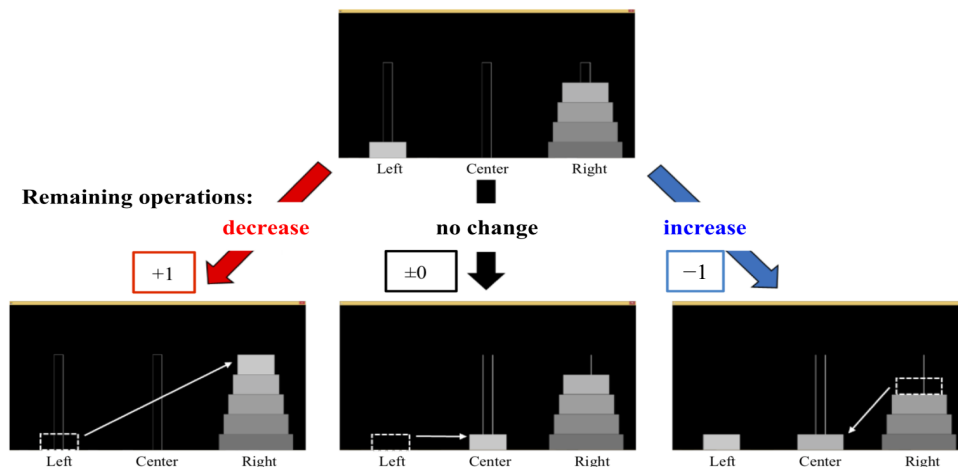 Left Center Right
Remaining operations:
decrease no change increase
+1 ±0 −1
Left Center Right Left Center Right Left Center Right